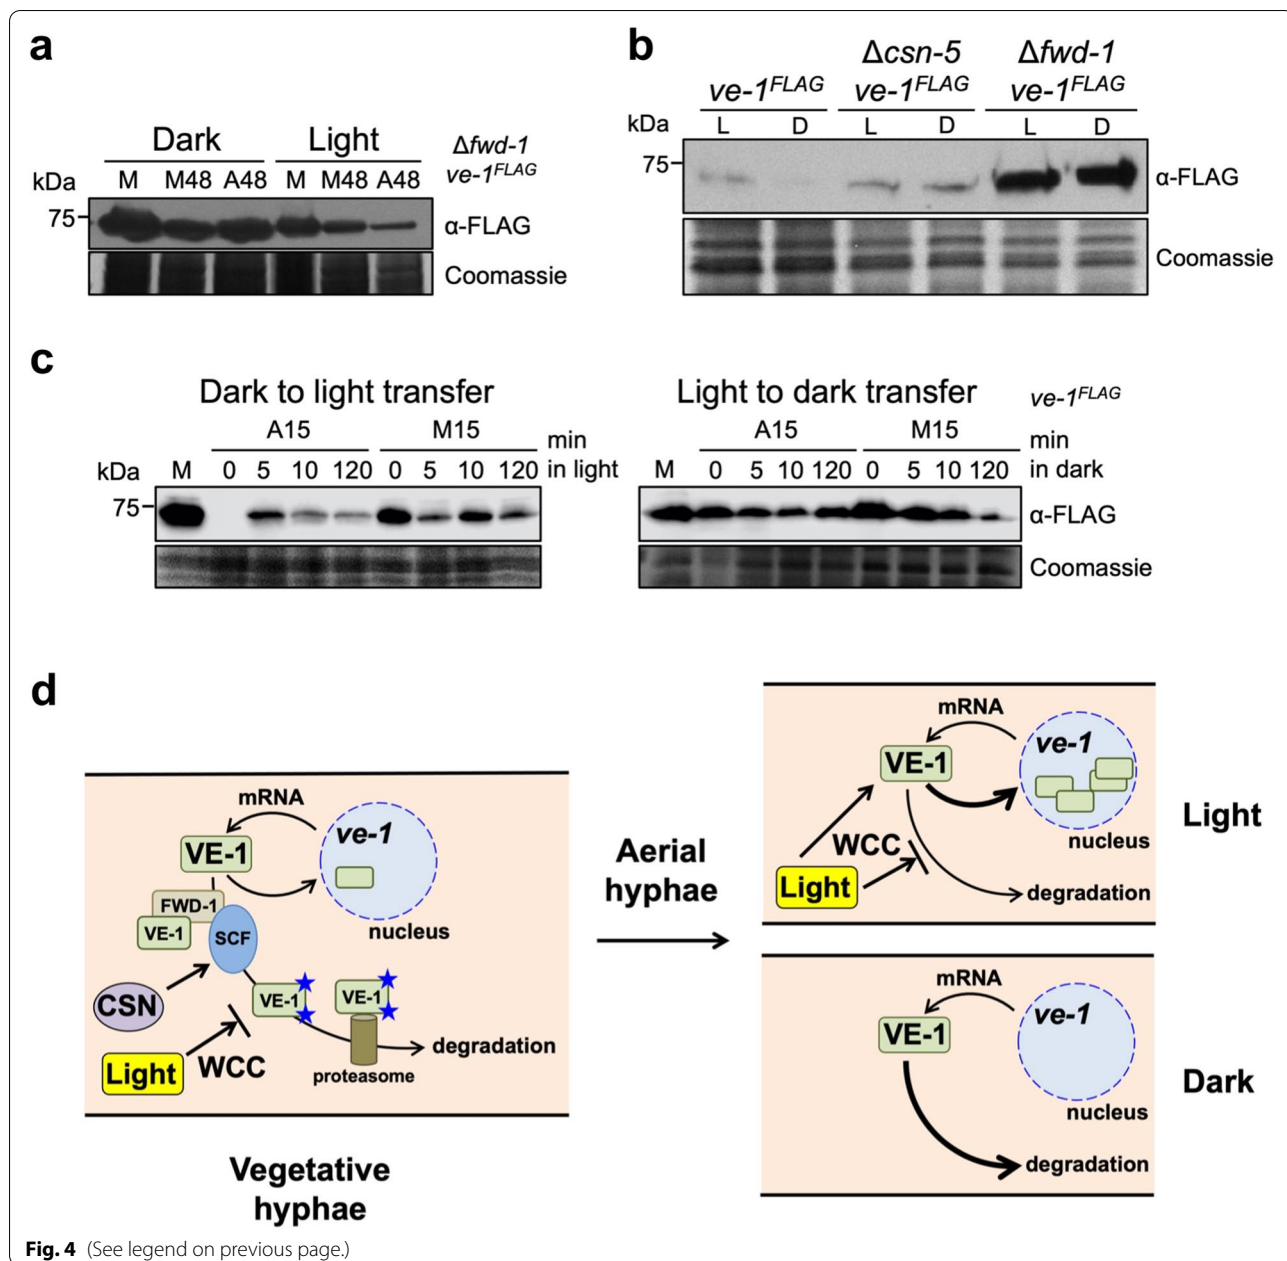 a
Dark Light Δfwd-1
kDa M M48 A48 M M48 A48 ve-1FLAG
75 α-FLAG
Coomassie
b
Δcsn-5 Δfwd-1
ve-1FLAG ve-1FLAG ve-1FLAG
kDa L D L D L D
75 α-FLAG
Coomassie
c
Dark to light transfer
A15 M15 min
kDa M 0 5 10 120 0 5 10 120 in light
75
Light to dark transfer ve-1FLAG
A15 M15 min
M 0 5 10 120 0 5 10 120 in dark
α-FLAG
Coomassie
d
mRNA
VE-1 ve-1
FWD-1
VE-1 SCF nucleus
CSN VE-1 VE-1
Light WCC degradation
proteasome
Vegetative
hyphae
Aerial
hyphae
mRNA
VE-1 ve-1
WCC nucleus
Light degradation
Light
mRNA
VE-1 ve-1
nucleus
degradation
Dark
Fig. 4 (See legend on previous page.)